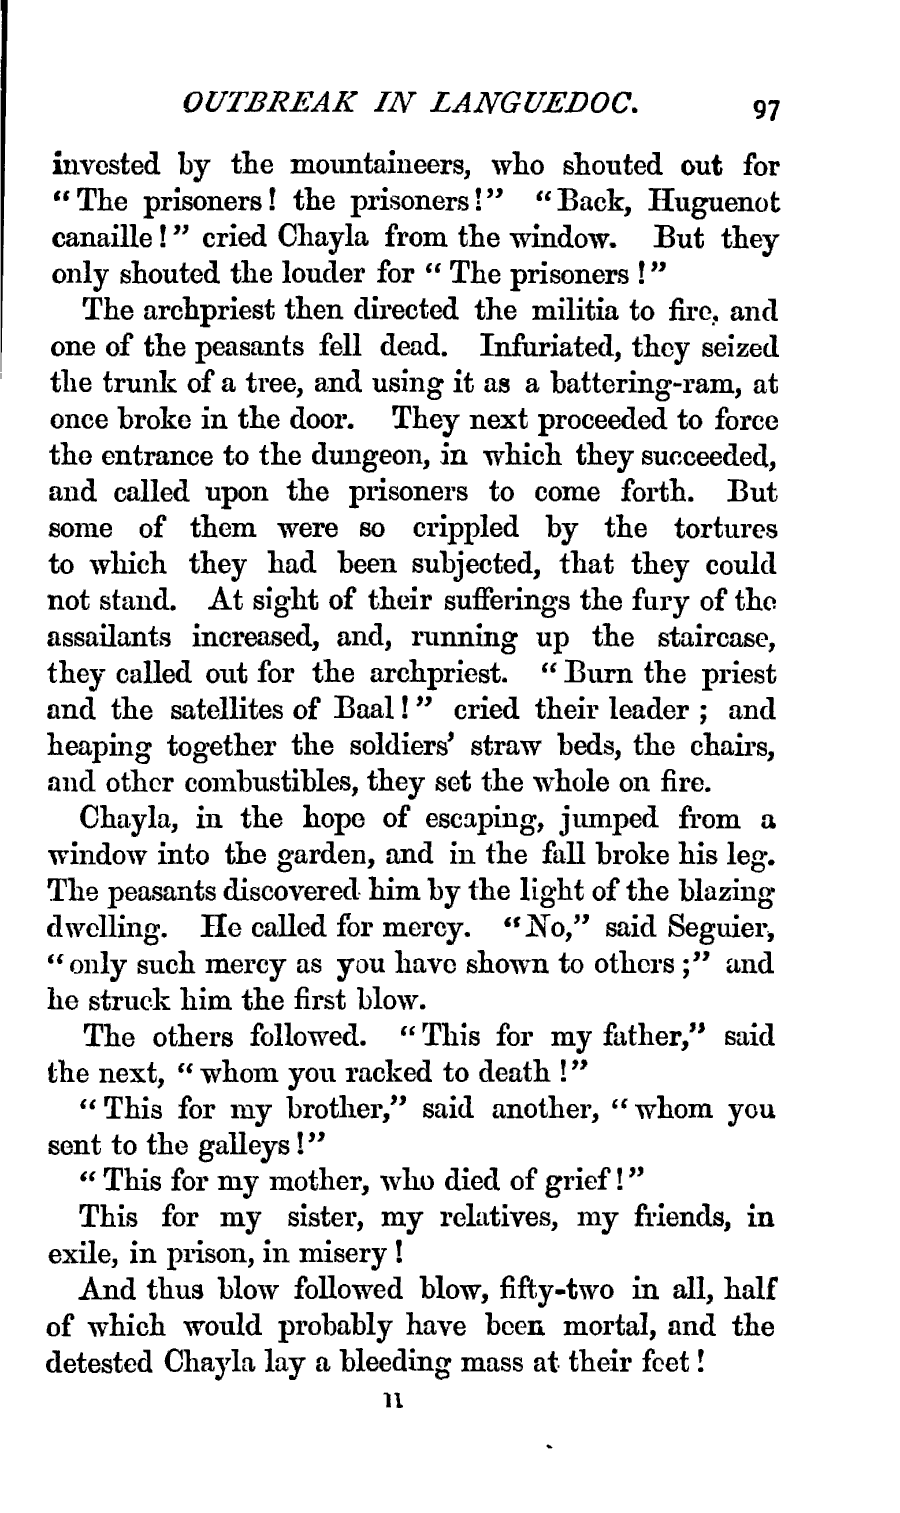 OUTBREAK IN LANGUEDOC. 97
invested by the mountaineers, who shouted out for
“The prisoners! the prisoners!” “Back, Huguenot
canaille!” cried Chayla from the window. But they
only shouted the louder for “The prisoners!”
The archpriest then directed the militia to fire, and
one of the peasants fell dead. Infuriated, they seized
the trunk of a tree, and using it as a battering-ram, at
once broke in the door. They next proceeded to force
the entrance to the dungeon, in which they succeeded,
and called upon the prisoners to come forth. But
some of them were so crippled by the tortures
to which they had been subjected, that they could
not stand. At sight of their sufferings the fury of the
assailants increased, and, running up the staircase,
they called out for the archpriest. “Burn the priest
and the satellites of Baal!” cried their leader; and
heaping together the soldiers’ straw beds, the chairs,
and other combustibles, they set the whole on fire.
Chayla, in the hope of escaping, jumped from a
window into the garden, and in the fall broke his leg.
The peasants discovered him by the light of the blazing
dwelling. He called for mercy. “No,” said Seguier,
“only such mercy as you have shown to others;” and
he struck him the first blow.
The others followed. “This for my father,” said
the next, “whom you racked to death!”
“This for my brother,” said another, “whom you
sent to the galleys!”
“This for my mother, who died of grief!”
This for my sister, my relatives, my friends, in
exile, in prison, in misery!
And thus blow followed blow, fifty-two in all, half
of which would probably have been mortal, and the
detested Chayla lay a bleeding mass at their feet!
11